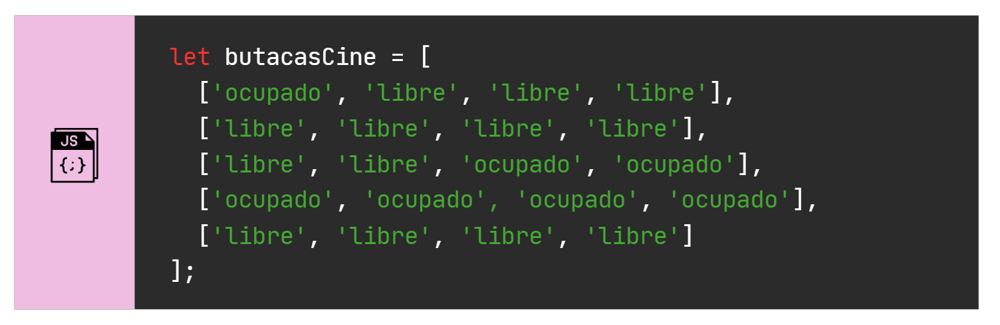 JS
{;}
let butacasCine = [
  ['ocupado', 'libre', 'libre', 'libre'],
  ['libre', 'libre', 'libre', 'libre'],
  ['libre', 'libre', 'ocupado', 'ocupado'],
  ['ocupado', 'ocupado', 'ocupado', 'ocupado'],
  ['libre', 'libre', 'libre', 'libre']
];